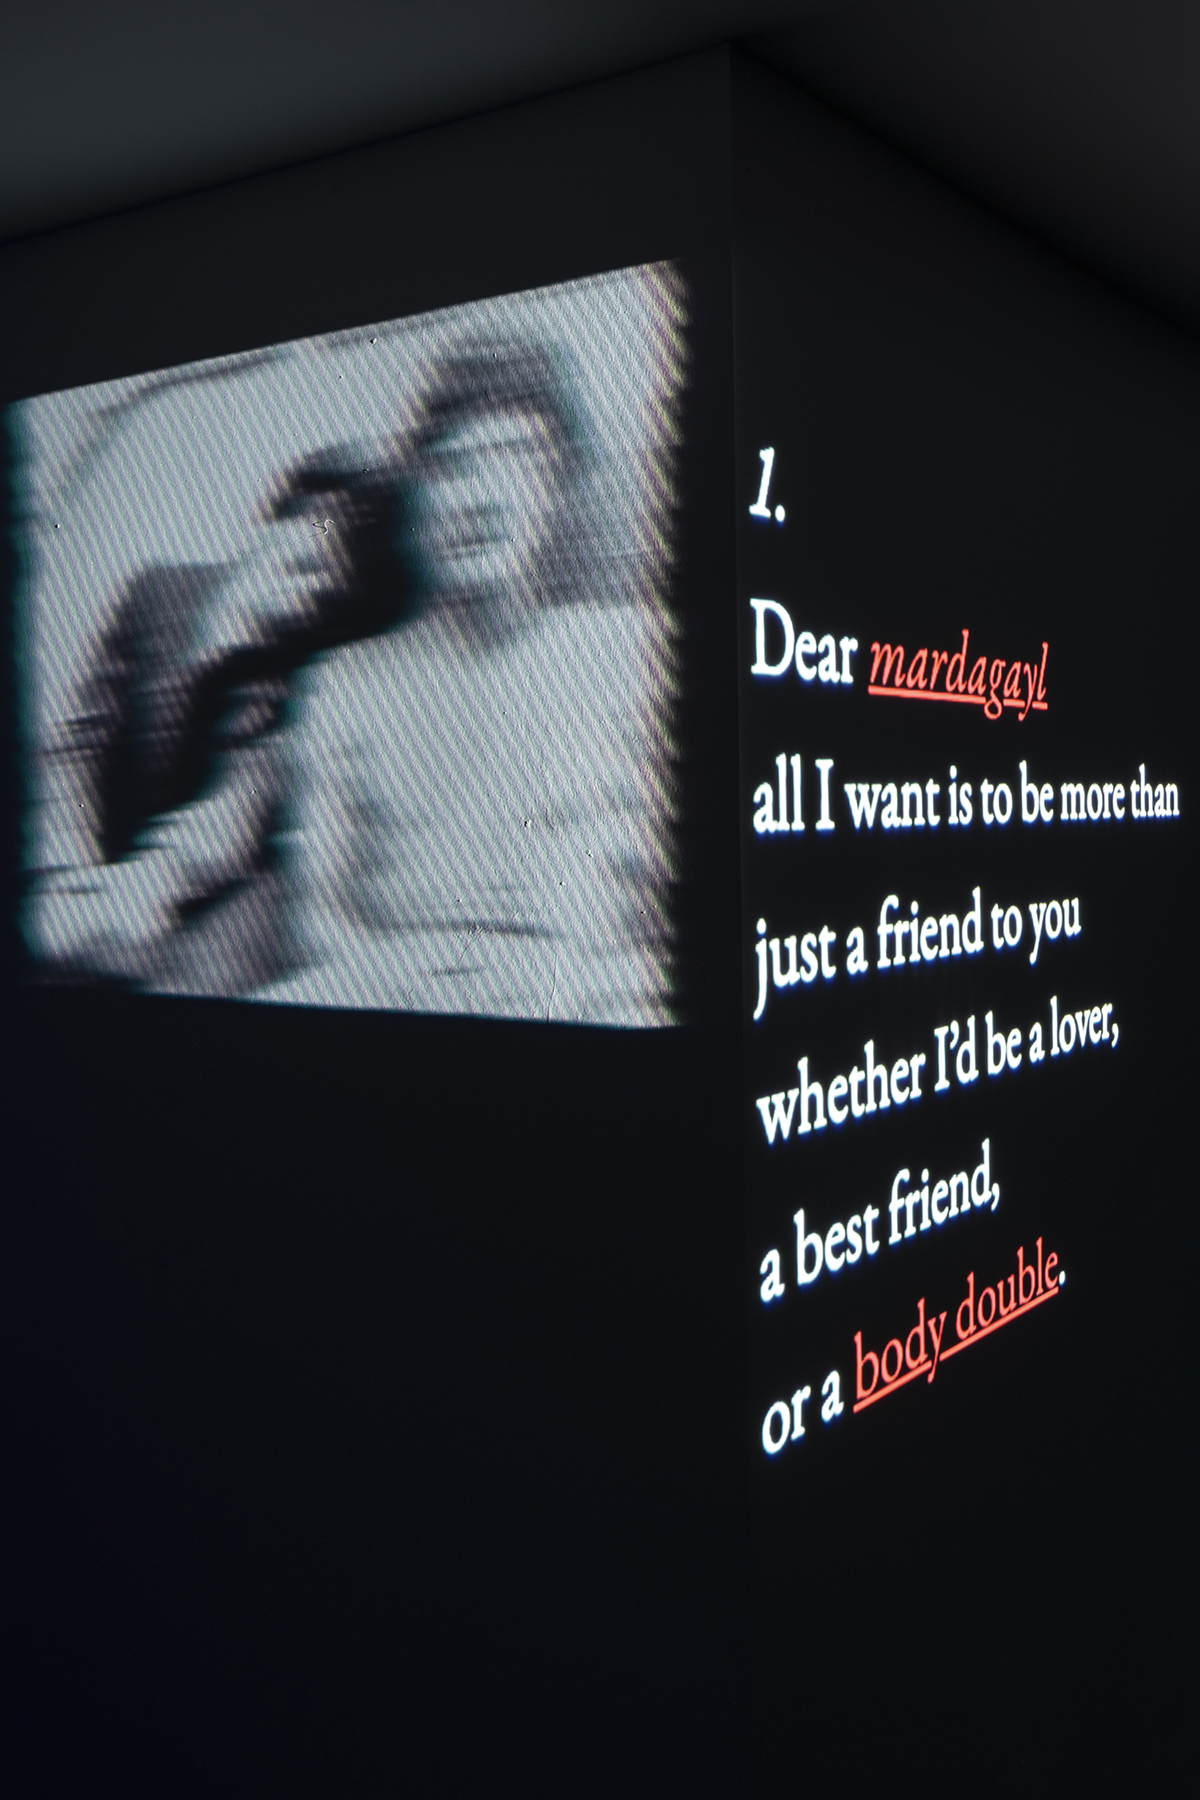 1.
Dear mardagayl
all I want is to be more than
just a friend to you
whether I’d be a lover,
a best friend,
or a body double.